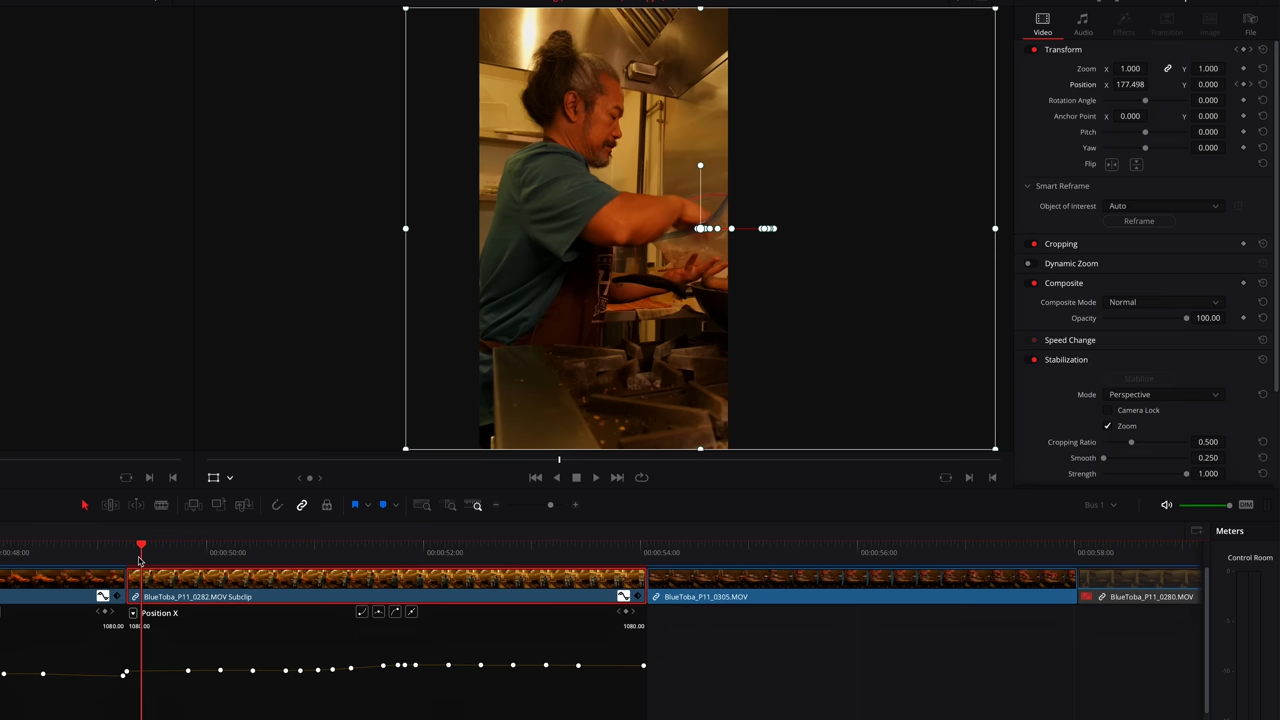 Video Audio Effects Transition Image File
Transform
Zoom X 1.000 Y 1.000
Position X 177.498 Y 0.000
Rotation Angle 0.000
Anchor Point X 0.000 Y 0.000
Pitch 0.000
Yaw 0.000
Flip
Smart Reframe
Object of Interest Auto
Reframe
Cropping
Dynamic Zoom
Composite
Composite Mode Normal
Opacity 100.00
Speed Change
Stabilization
Stabilize
Mode Perspective
Camera Lock
Zoom
Cropping Ratio 0.500
Smooth 0.250
Strength 1.000
Bus 1
DIM
Meters
:00:48:00 00:00:50:00 00:00:52:00 00:00:54:00 00:00:56:00 00:00:58:00
Control Room
BlueToba_P11_0282.MOV Subclip
BlueToba_P11_0305.MOV
BlueToba_P11_0280.MOV
Position X
1080.00 1080.00 1080.00
-5
-10